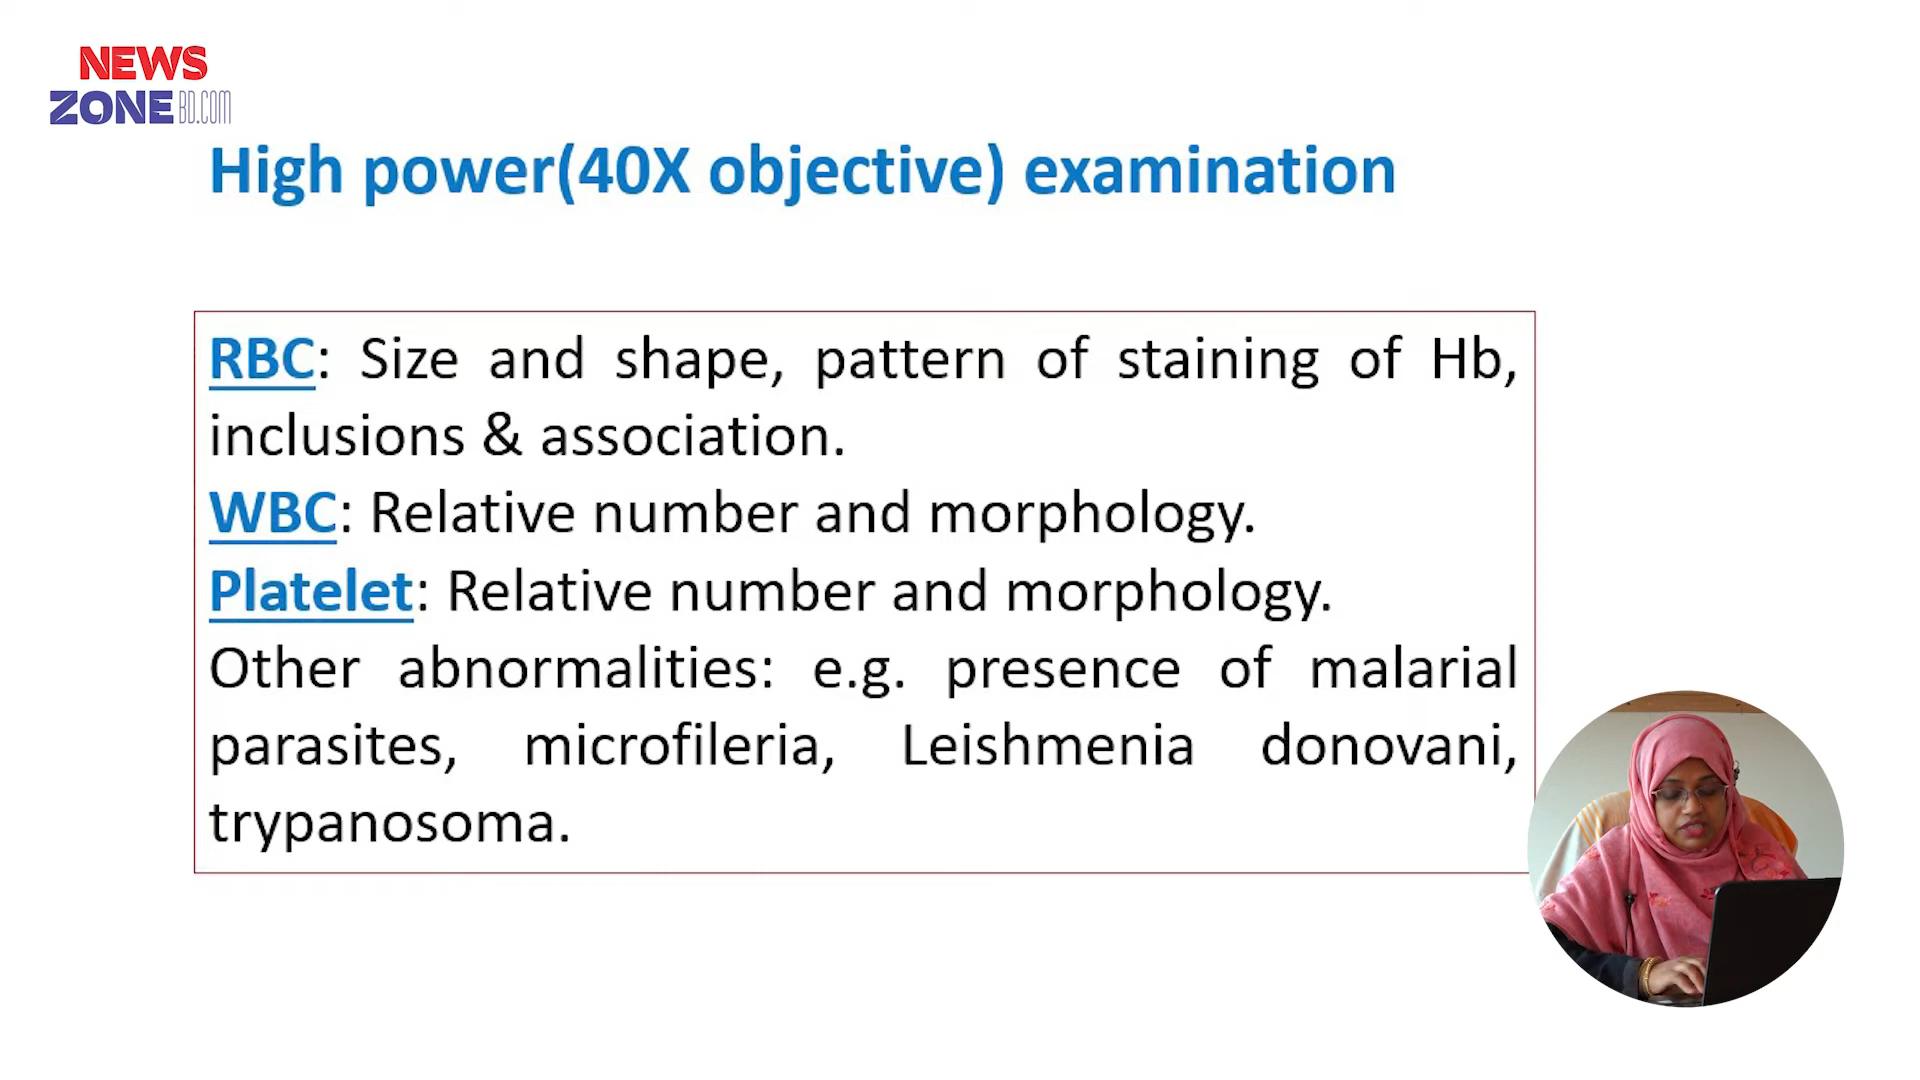 NEWS
ZONE BD.COM
High power(40X objective) examination
RBC: Size and shape, pattern of staining of Hb,
inclusions & association.
WBC: Relative number and morphology.
Platelet: Relative number and morphology.
Other abnormalities: e.g. presence of malarial
parasites, microfileria, Leishmenia donovani,
trypanosoma.